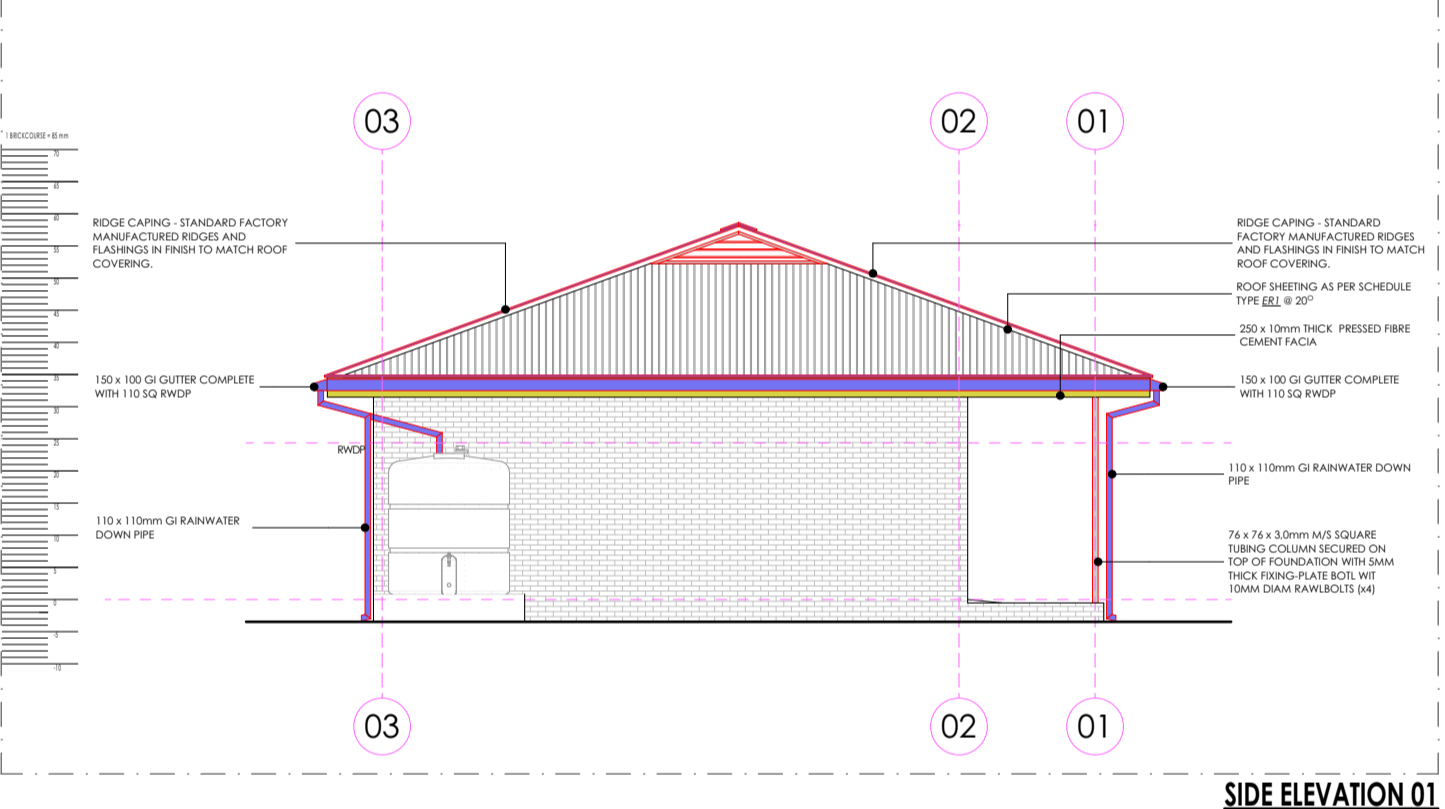 03
02
01
1 BRICKCOURSE = 85 mm
70
65
60
55
50
45
40
35
30
25
20
15
10
5
0
-5
-10
RIDGE CAPING - STANDARD FACTORY
MANUFACTURED RIDGES AND
FLASHINGS IN FINISH TO MATCH ROOF
COVERING.
150 x 100 GI GUTTER COMPLETE
WITH 110 SQ RWDP
RWDP
110 x 110mm GI RAINWATER
DOWN PIPE
RIDGE CAPING - STANDARD
FACTORY MANUFACTURED RIDGES
AND FLASHINGS IN FINISH TO MATCH
ROOF COVERING.
ROOF SHEETING AS PER SCHEDULE
TYPE ER1 @ 20°
250 x 10mm THICK PRESSED FIBRE
CEMENT FACIA
150 x 100 GI GUTTER COMPLETE
WITH 110 SQ RWDP
110 x 110mm GI RAINWATER DOWN
PIPE
76 x 76 x 3,0mm M/S SQUARE
TUBING COLUMN SECURED ON
TOP OF FOUNDATION WITH 5MM
THICK FIXING-PLATE BOTL WIT
10MM DIAM RAWLBOLTS (x4)
03
02
01
SIDE ELEVATION 01